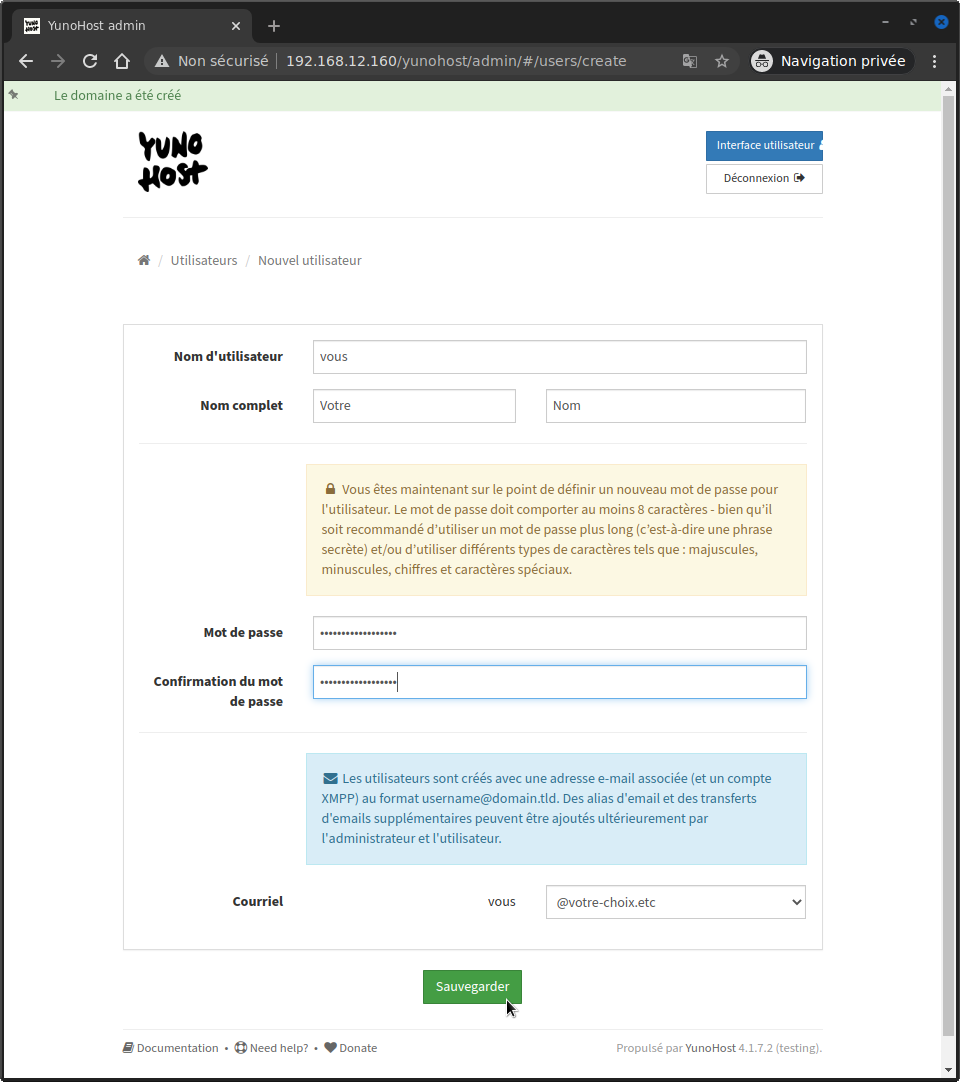 YUNO HOST YunoHost admin
Non sécurisé 192.168.12.160/yunohost/admin/#/users/create Navigation privée
Le domaine a été créé
YUNO
HOST
Interface utilisateur
Déconnexion
/ Utilisateurs / Nouvel utilisateur
Nom d'utilisateur vous
Nom complet Votre Nom
Vous êtes maintenant sur le point de définir un nouveau mot de passe pour
l'utilisateur. Le mot de passe doit comporter au moins 8 caractères - bien qu'il
soit recommandé d'utiliser un mot de passe plus long (c'est-à-dire une phrase
secrète) et/ou d'utiliser différents types de caractères tels que : majuscules,
minuscules, chiffres et caractères spéciaux.
Mot de passe ••••••••••••••••••
Confirmation du mot ••••••••••••••••••
de passe
Les utilisateurs sont créés avec une adresse e-mail associée (et un compte
XMPP) au format username@domain.tld. Des alias d'email et des transferts
d'emails supplémentaires peuvent être ajoutés ultérieurement par
l'administrateur et l'utilisateur.
Courriel vous @votre-choix.etc
Sauvegarder
Documentation • Need help? • Donate Propulsé par YunoHost 4.1.7.2 (testing).